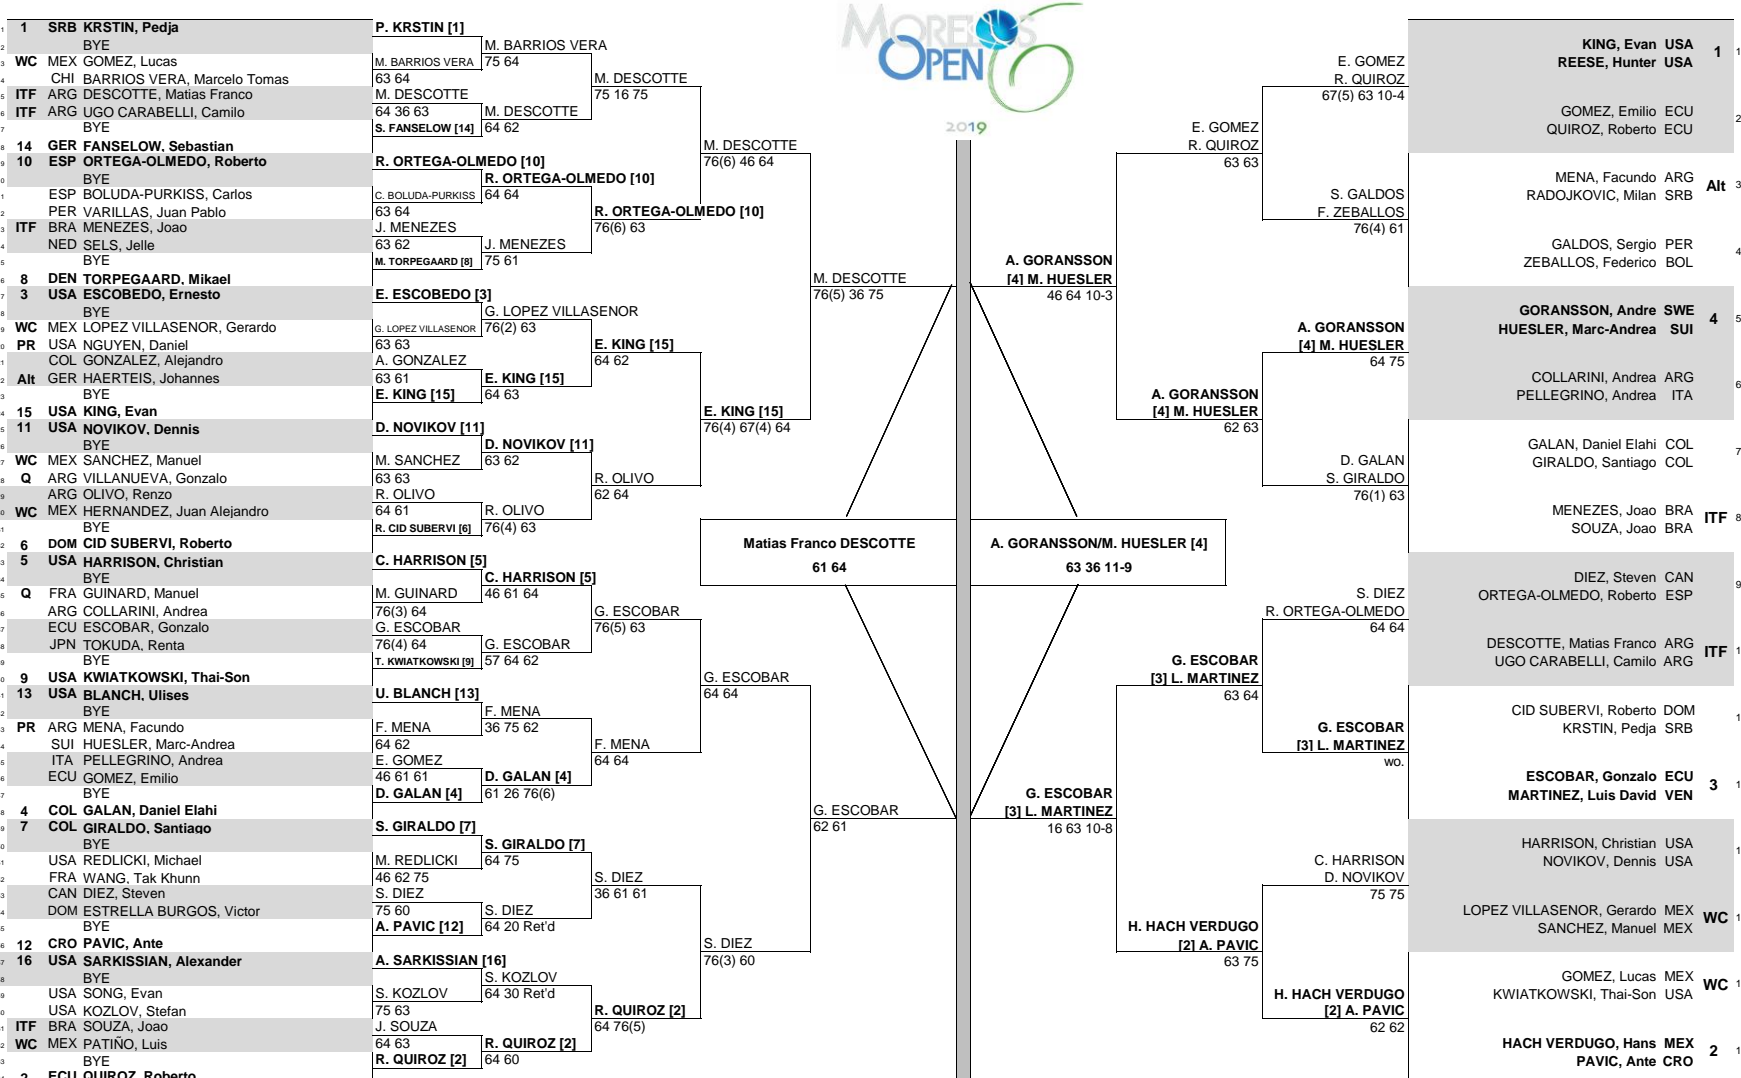 MORELOS
OPEN
2019
1 SRB KRSTIN, Pedja
BYE
WC MEX GOMEZ, Lucas
CHI BARRIOS VERA, Marcelo Tomas
ITF ARG DESCOTTE, Matias Franco
ITF ARG UGO CARABELLI, Camilo
BYE
14 GER FANSELOW, Sebastian
10 ESP ORTEGA-OLMEDO, Roberto
BYE
ESP BOLUDA-PURKISS, Carlos
PER VARILLAS, Juan Pablo
ITF BRA MENEZES, Joao
NED SELS, Jelle
BYE
8 DEN TORPEGAARD, Mikael
3 USA ESCOBEDO, Ernesto
BYE
WC MEX LOPEZ VILLASENOR, Gerardo
PR USA NGUYEN, Daniel
COL GONZALEZ, Alejandro
Alt GER HAERTEIS, Johannes
BYE
15 USA KING, Evan
11 USA NOVIKOV, Dennis
BYE
WC MEX SANCHEZ, Manuel
Q ARG VILLANUEVA, Gonzalo
ARG OLIVO, Renzo
WC MEX HERNANDEZ, Juan Alejandro
BYE
6 DOM CID SUBERVI, Roberto
5 USA HARRISON, Christian
BYE
Q FRA GUINARD, Manuel
ARG COLLARINI, Andrea
ECU ESCOBAR, Gonzalo
JPN TOKUDA, Renta
BYE
9 USA KWIATKOWSKI, Thai-Son
13 USA BLANCH, Ulises
BYE
PR ARG MENA, Facundo
SUI HUESLER, Marc-Andrea
ITA PELLEGRINO, Andrea
ECU GOMEZ, Emilio
BYE
4 COL GALAN, Daniel Elahi
7 COL GIRALDO, Santiago
BYE
USA REDLICKI, Michael
FRA WANG, Tak Khunn
CAN DIEZ, Steven
DOM ESTRELLA BURGOS, Victor
BYE
12 CRO PAVIC, Ante
16 USA SARKISSIAN, Alexander
BYE
USA SONG, Evan
USA KOZLOV, Stefan
ITF BRA SOUZA, Joao
WC MEX PATIÑO, Luis
BYE
2 ECU QUIROZ, Roberto
P. KRSTIN [1]
M. BARRIOS VERA
63 64
M. DESCOTTE
64 36 63
S. FANSELOW [14]
R. ORTEGA-OLMEDO [10]
C. BOLUDA-PURKISS
63 64
J. MENEZES
63 62
M. TORPEGAARD [8]
E. ESCOBEDO [3]
G. LOPEZ VILLASENOR
63 63
A. GONZALEZ
63 61
E. KING [15]
D. NOVIKOV [11]
M. SANCHEZ
63 63
R. OLIVO
64 61
R. CID SUBERVI [6]
C. HARRISON [5]
M. GUINARD
76(3) 64
G. ESCOBAR
76(4) 64
T. KWIATKOWSKI [9]
U. BLANCH [13]
F. MENA
64 62
E. GOMEZ
46 61 61
D. GALAN [4]
S. GIRALDO [7]
M. REDLICKI
46 62 75
S. DIEZ
75 60
A. PAVIC [12]
A. SARKISSIAN [16]
S. KOZLOV
75 63
J. SOUZA
64 63
R. QUIROZ [2]
M. BARRIOS VERA
75 64
M. DESCOTTE
64 62
R. ORTEGA-OLMEDO [10]
64 64
J. MENEZES
75 61
G. LOPEZ VILLASENOR
76(2) 63
E. KING [15]
64 63
D. NOVIKOV [11]
63 62
R. OLIVO
76(4) 63
C. HARRISON [5]
46 61 64
G. ESCOBAR
57 64 62
F. MENA
36 75 62
D. GALAN [4]
61 26 76(6)
S. GIRALDO [7]
64 75
S. DIEZ
64 20 Ret'd
S. KOZLOV
64 30 Ret'd
R. QUIROZ [2]
64 60
M. DESCOTTE
75 16 75
R. ORTEGA-OLMEDO [10]
76(6) 63
E. KING [15]
64 62
R. OLIVO
62 64
G. ESCOBAR
76(5) 63
F. MENA
64 64
S. DIEZ
36 61 61
R. QUIROZ [2]
64 76(5)
M. DESCOTTE
76(6) 46 64
E. KING [15]
76(4) 67(4) 64
G. ESCOBAR
64 64
S. DIEZ
76(3) 60
M. DESCOTTE
76(5) 36 75
G. ESCOBAR
62 61
Matias Franco DESCOTTE
61 64
A. GORANSSON/M. HUESLER [4]
63 36 11-9
A. GORANSSON
[4] M. HUESLER
46 64 10-3
G. ESCOBAR
[3] L. MARTINEZ
16 63 10-8
E. GOMEZ
R. QUIROZ
63 63
A. GORANSSON
[4] M. HUESLER
62 63
G. ESCOBAR
[3] L. MARTINEZ
63 64
H. HACH VERDUGO
[2] A. PAVIC
63 75
E. GOMEZ
R. QUIROZ
67(5) 63 10-4
S. GALDOS
F. ZEBALLOS
76(4) 61
A. GORANSSON
[4] M. HUESLER
64 75
D. GALAN
S. GIRALDO
76(1) 63
S. DIEZ
R. ORTEGA-OLMEDO
64 64
G. ESCOBAR
[3] L. MARTINEZ
wo.
C. HARRISON
D. NOVIKOV
75 75
H. HACH VERDUGO
[2] A. PAVIC
62 62
KING, Evan USA 1
REESE, Hunter USA
GOMEZ, Emilio ECU
QUIROZ, Roberto ECU
MENA, Facundo ARG Alt
RADOJKOVIC, Milan SRB
GALDOS, Sergio PER
ZEBALLOS, Federico BOL
GORANSSON, Andre SWE 4
HUESLER, Marc-Andrea SUI
COLLARINI, Andrea ARG
PELLEGRINO, Andrea ITA
GALAN, Daniel Elahi COL
GIRALDO, Santiago COL
MENEZES, Joao BRA ITF
SOUZA, Joao BRA
DIEZ, Steven CAN
ORTEGA-OLMEDO, Roberto ESP
DESCOTTE, Matias Franco ARG ITF
UGO CARABELLI, Camilo ARG
CID SUBERVI, Roberto DOM
KRSTIN, Pedja SRB
ESCOBAR, Gonzalo ECU 3
MARTINEZ, Luis David VEN
HARRISON, Christian USA
NOVIKOV, Dennis USA
LOPEZ VILLASENOR, Gerardo MEX WC
SANCHEZ, Manuel MEX
GOMEZ, Lucas MEX WC
KWIATKOWSKI, Thai-Son USA
HACH VERDUGO, Hans MEX 2
PAVIC, Ante CRO